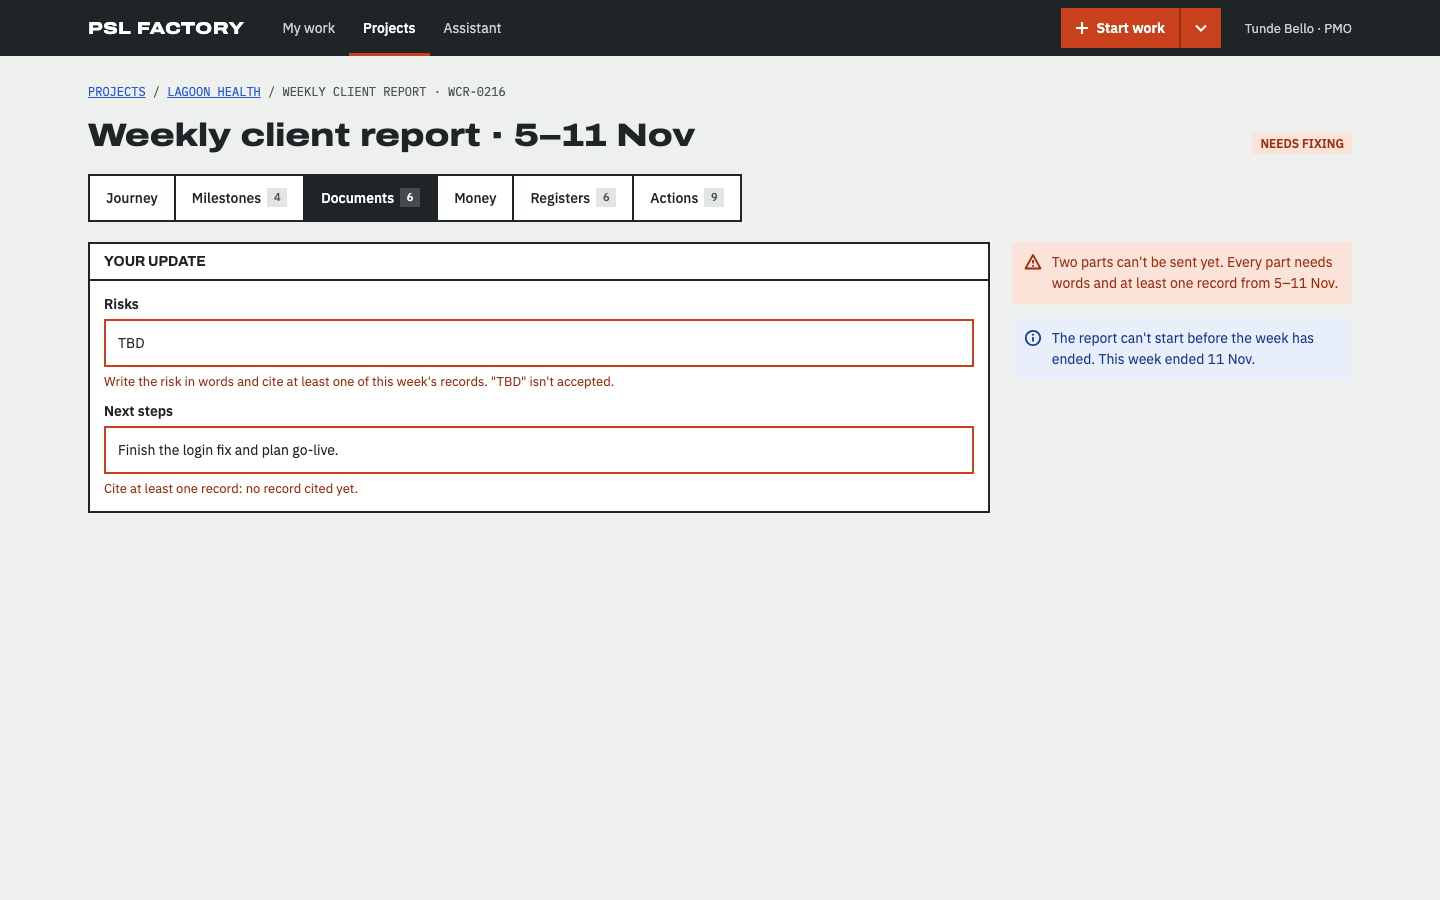 PSL FACTORY
My work
Projects
Assistant
Start work
Tunde Bello · PMO
PROJECTS / LAGOON HEALTH / WEEKLY CLIENT REPORT · WCR-0216
Weekly client report · 5–11 Nov
NEEDS FIXING
Journey
Milestones 4
Documents 6
Money
Registers 6
Actions 9
YOUR UPDATE
Risks
TBD
Write the risk in words and cite at least one of this week's records. "TBD" isn't accepted.
Next steps
Finish the login fix and plan go-live.
Cite at least one record: no record cited yet.
Two parts can't be sent yet. Every part needs
words and at least one record from 5–11 Nov.
The report can't start before the week has
ended. This week ended 11 Nov.